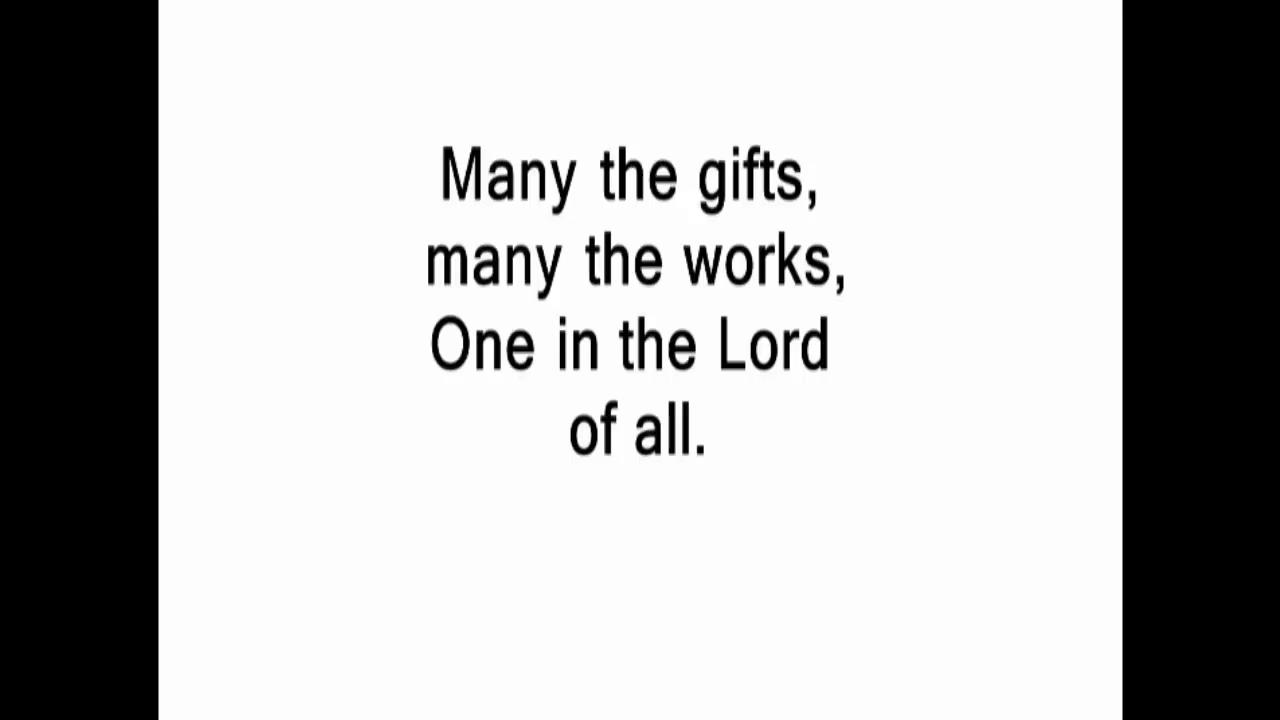 Many the gifts,
many the works,
One in the Lord
of all.